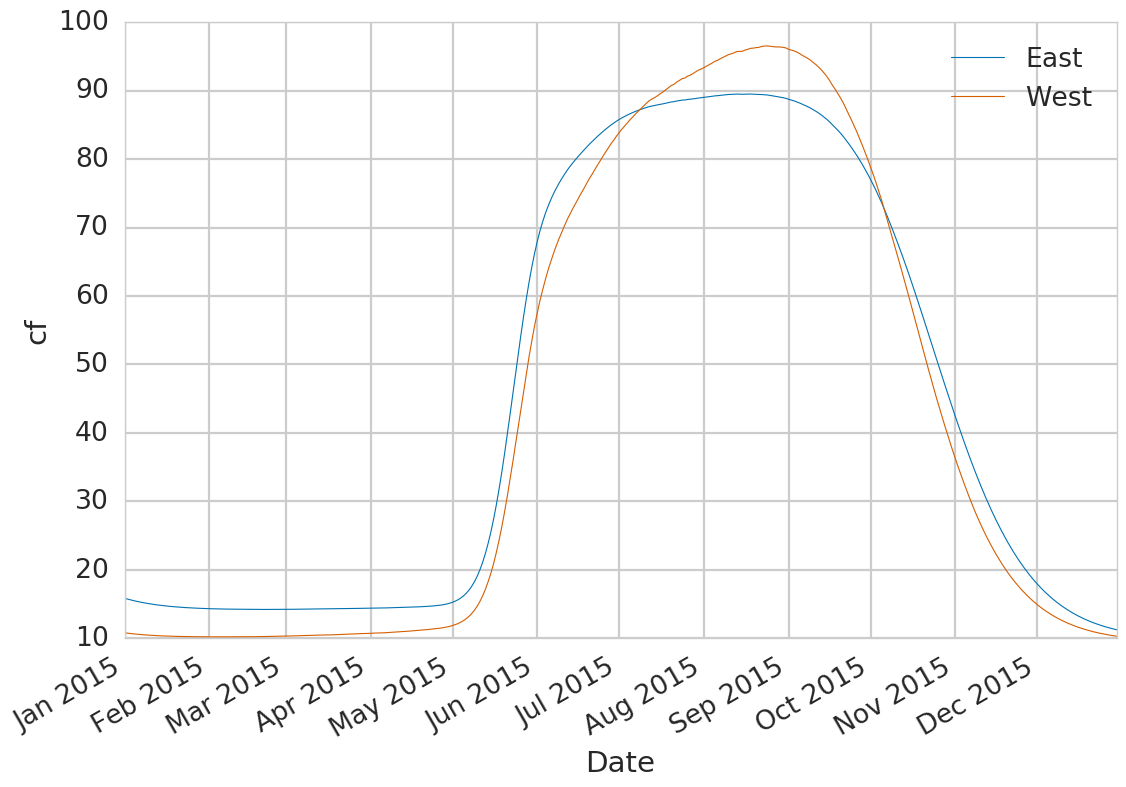 100
90
80
70
60
50
40
30
20
10
cf
East
West
Jan 2015
Feb 2015
Mar 2015
Apr 2015
May 2015
Jun 2015
Jul 2015
Aug 2015
Sep 2015
Oct 2015
Nov 2015
Dec 2015
Date